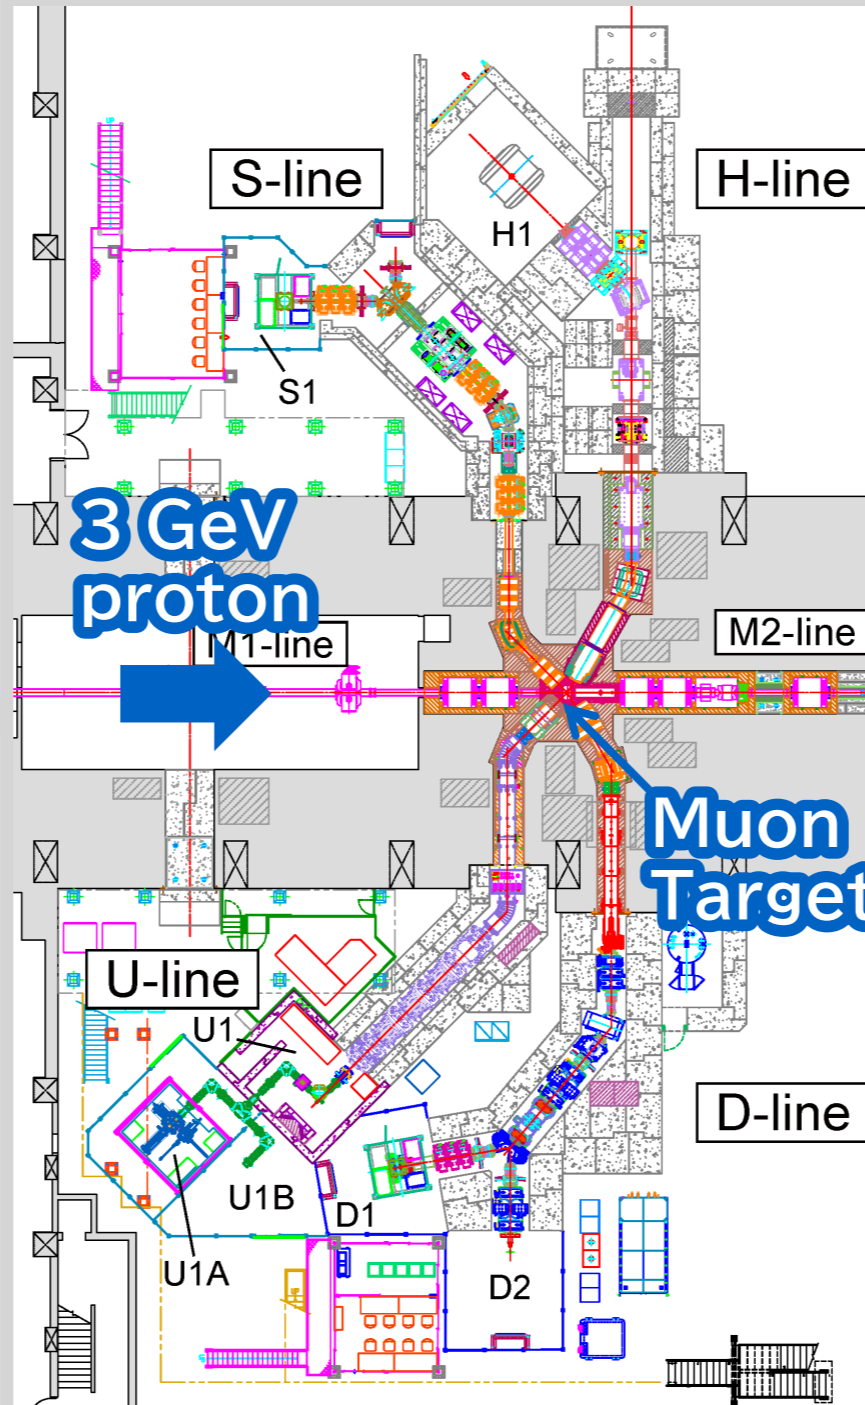 S-line
H-line
H1
S1
3 GeV
proton
M1-line
M2-line
Muon
Target
U-line
U1
D-line
U1B
D1
U1A
D2